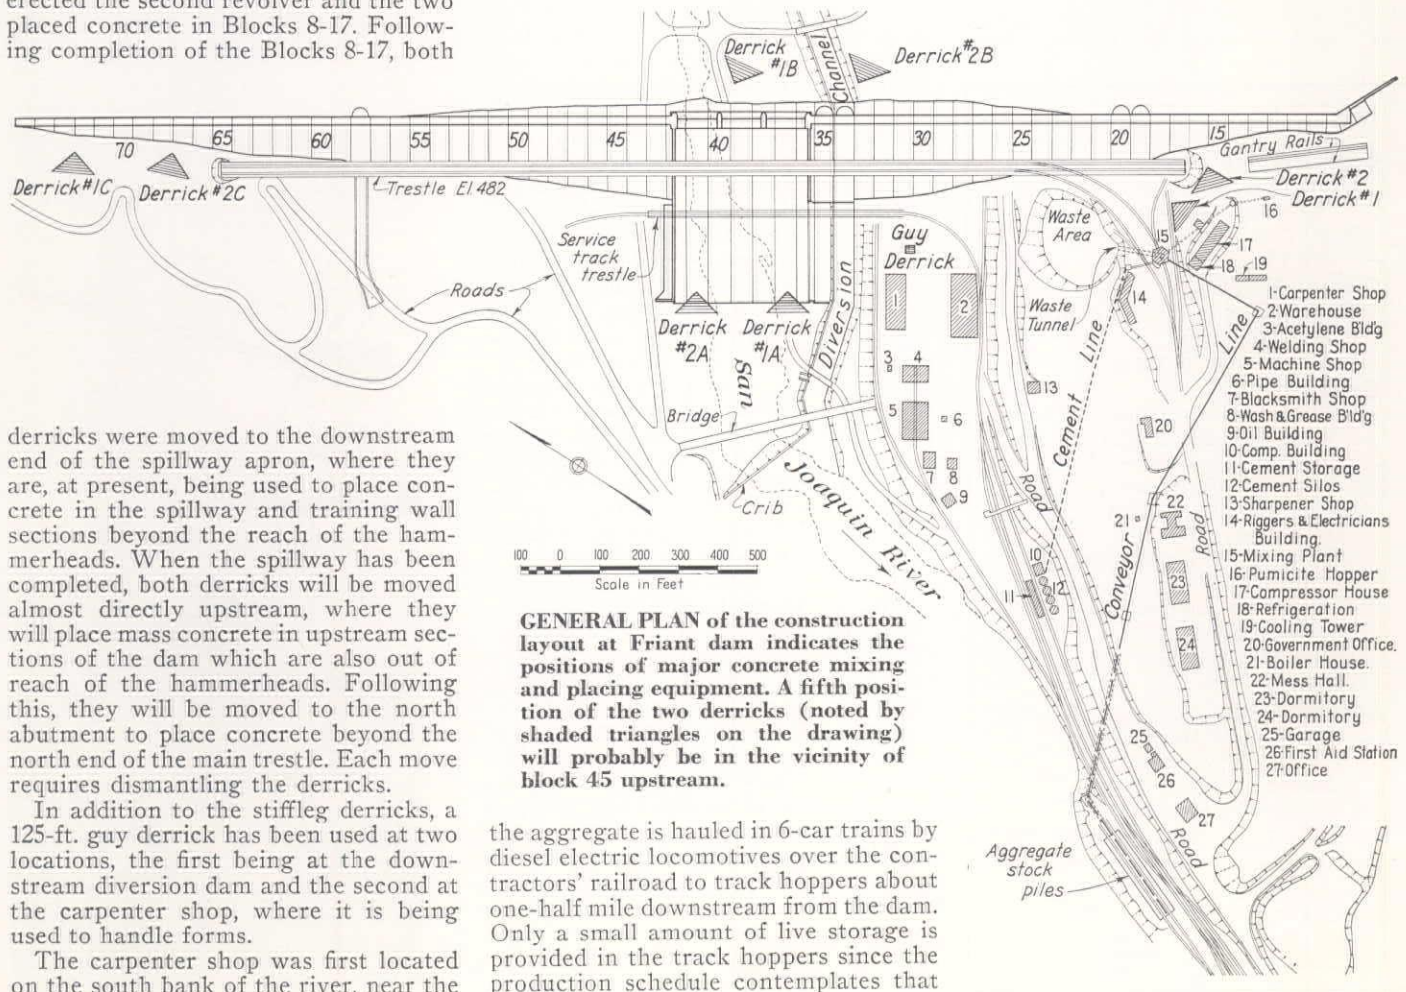 erected the second revolver and the two
placed concrete in Blocks 8-17. Follow-
ing completion of the Blocks 8-17, both
derricks were moved to the downstream
end of the spillway apron, where they
are, at present, being used to place con-
crete in the spillway and training wall
sections beyond the reach of the ham-
merheads. When the spillway has been
completed, both derricks will be moved
almost directly upstream, where they
will place mass concrete in upstream sec-
tions of the dam which are also out of
reach of the hammerheads. Following
this, they will be moved to the north
abutment to place concrete beyond the
north end of the main trestle. Each move
requires dismantling the derricks.
In addition to the stiffleg derricks, a
125-ft. guy derrick has been used at two
locations, the first being at the down-
stream diversion dam and the second at
the carpenter shop, where it is being
used to handle forms.
The carpenter shop was first located
on the south bank of the river, near the
Derrick
#1B
Channel
Derrick #2B
70
65
60
55
50
45
40
35
30
25
20
15
Gantry Rails
Derrick #1C
Derrick #2C
Trestle El. 482
Derrick #2
Derrick #1
Service
track
trestle
Roads
Guy
Derrick
Waste
Area
Waste
Tunnel
15
16
17
18
19
14
1
2
3
4
5
6
7
8
9
13
Derrick
#2A
Derrick
#1A
Diversion
San
Joaquin River
Bridge
Crib
Cement Line
Conveyor Line
Road
Road
Road
20
21
22
23
24
10
11
12
25
26
27
Aggregate
stock
piles
100 0 100 200 300 400 500
Scale in Feet
1-Carpenter Shop
2-Warehouse
3-Acetylene Bld'g
4-Welding Shop
5-Machine Shop
6-Pipe Building
7-Blacksmith Shop
8-Wash & Grease Bld'g
9-Oil Building
10-Comp. Building
11-Cement Storage
12-Cement Silos
13-Sharpener Shop
14-Riggers & Electricians
Building.
15-Mixing Plant
16-Pumicite Hopper
17-Compressor House
18-Refrigeration
19-Cooling Tower
20-Government Office.
21-Boiler House.
22-Mess Hall.
23-Dormitory
24-Dormitory
25-Garage
26-First Aid Station
27-Office
GENERAL PLAN of the construction
layout at Friant dam indicates the
positions of major concrete mixing
and placing equipment. A fifth posi-
tion of the two derricks (noted by
shaded triangles on the drawing)
will probably be in the vicinity of
block 45 upstream.
the aggregate is hauled in 6-car trains by
diesel electric locomotives over the con-
tractors' railroad to track hoppers about
one-half mile downstream from the dam.
Only a small amount of live storage is
provided in the track hoppers since the
production schedule contemplates that